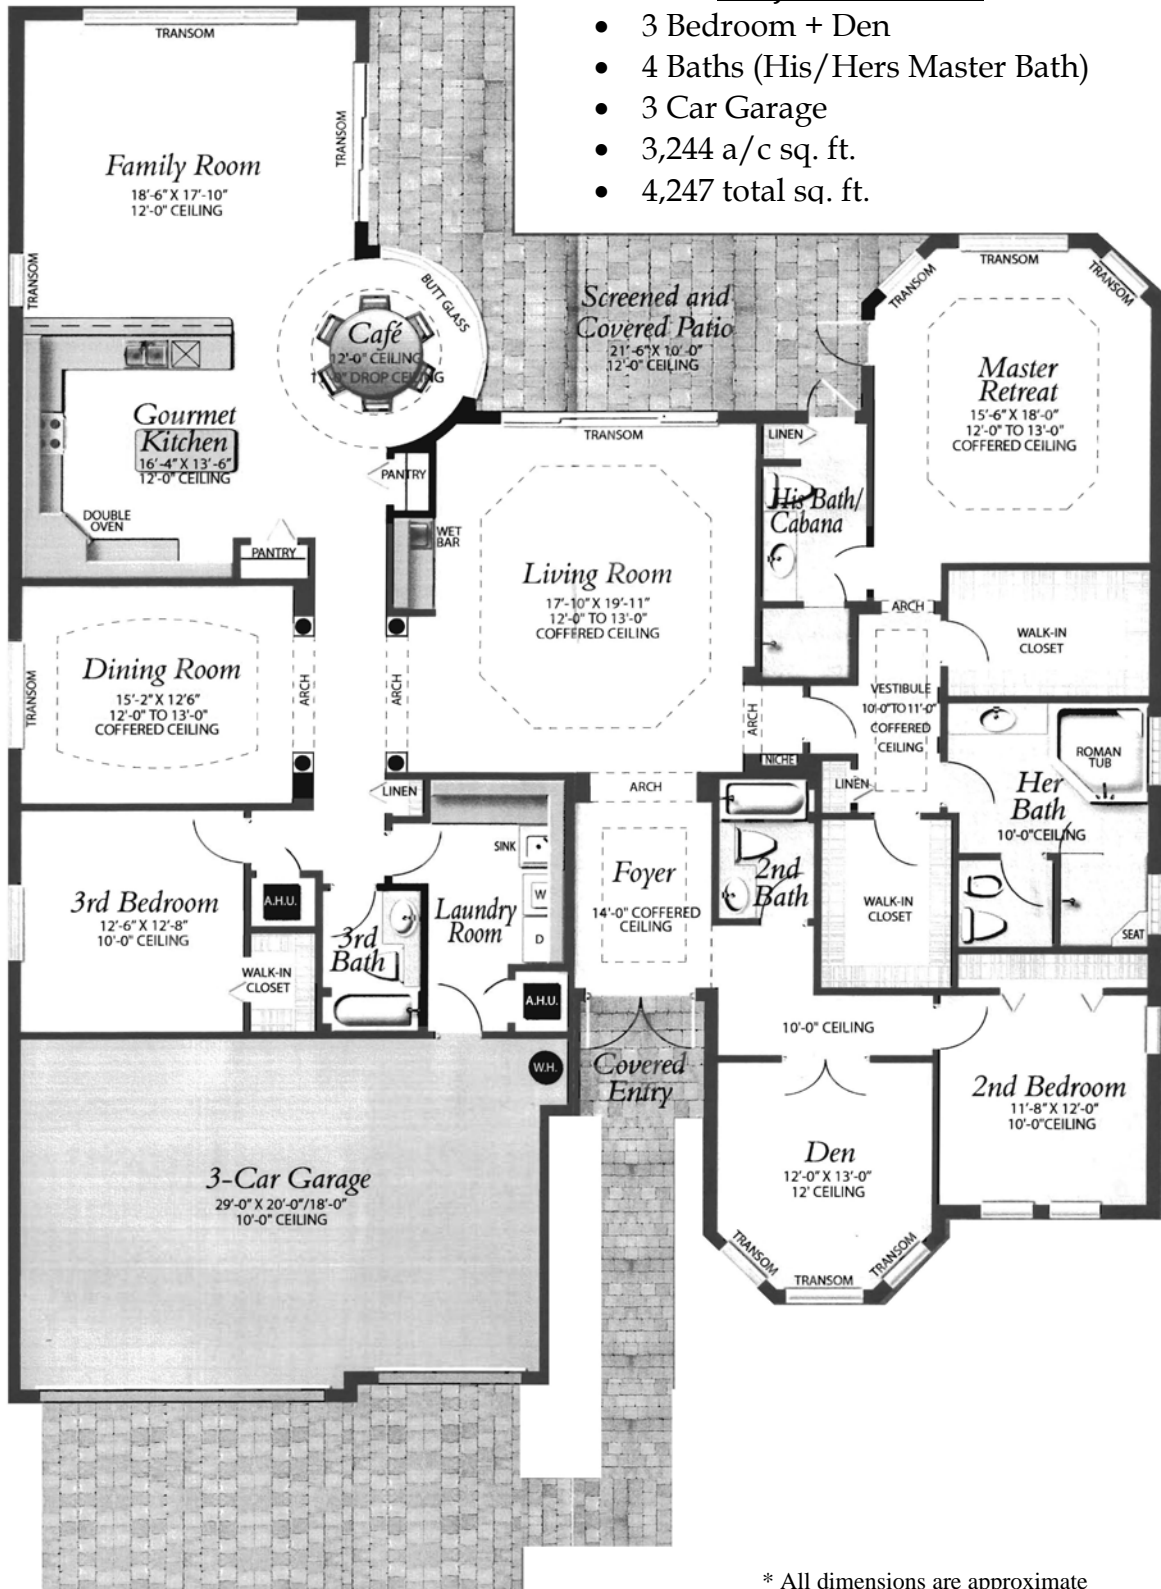 • 3 Bedroom + Den
• 4 Baths (His/Hers Master Bath)
• 3 Car Garage
• 3,244 a/c sq. ft.
• 4,247 total sq. ft.
TRANSOM
TRANSOM
Family Room
18'-6" X 17'-10"
12'-0" CEILING
TRANSOM
BUTT GLASS
Café
12'-0" CEILING
DROP CEILING
Screened and
Covered Patio
21'-6" X 10'-0"
12'-0" CEILING
TRANSOM
TRANSOM
TRANSOM
Master
Retreat
15'-6" X 18'-0"
12'-0" TO 13'-0"
COFFERED CEILING
Gourmet
Kitchen
16'-4" X 13'-6"
12'-0" CEILING
DOUBLE
OVEN
PANTRY
PANTRY
WET
BAR
TRANSOM
LINEN
His Bath/
Cabana
Living Room
17'-10" X 19'-11"
12'-0" TO 13'-0"
COFFERED CEILING
ARCH
WALK-IN
CLOSET
Dining Room
15'-2" X 12'6"
12'-0" TO 13'-0"
COFFERED CEILING
TRANSOM
ARCH
ARCH
ARCH
NICHE
VESTIBULE
10'-0" TO 11'-0"
COFFERED
CEILING
ROMAN
TUB
Her
Bath
10'-0"CEILING
LINEN
LINEN
ARCH
SINK
W
D
Laundry
Room
Foyer
14'-0" COFFERED
CEILING
2nd
Bath
WALK-IN
CLOSET
SEAT
3rd Bedroom
12'-6" X 12'-8"
10'-0" CEILING
A.H.U.
WALK-IN
CLOSET
3rd
Bath
A.H.U.
W.H.
10'-0" CEILING
Covered
Entry
2nd Bedroom
11'-8" X 12'-0"
10'-0"CEILING
Den
12'-0" X 13'-0"
12' CEILING
TRANSOM
TRANSOM
TRANSOM
3-Car Garage
29'-0" X 20'-0"/18'-0"
10'-0" CEILING
* All dimensions are approximate